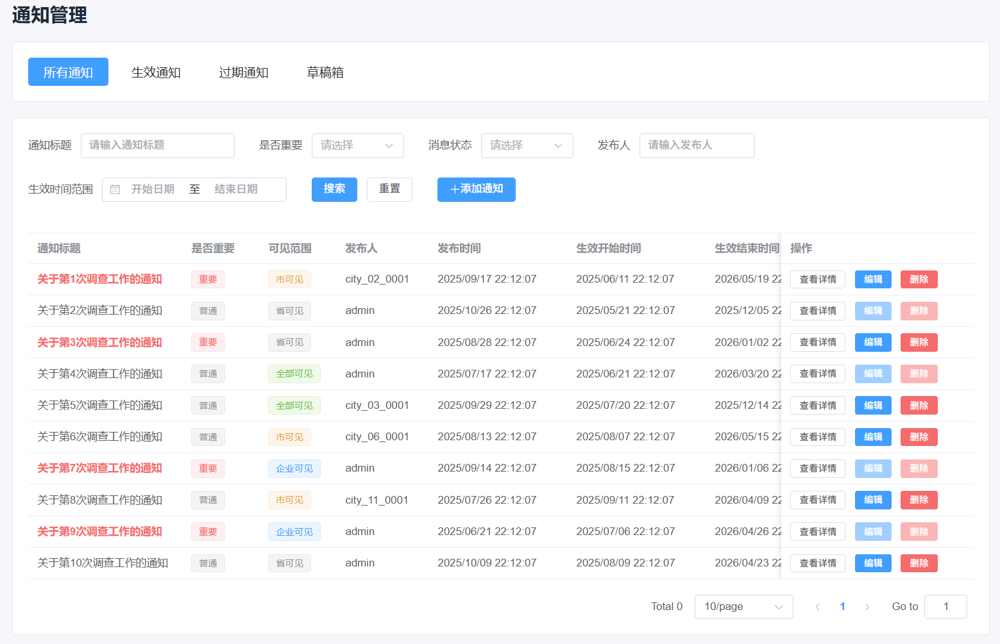 通知管理
所有通知 生效通知 过期通知 草稿箱
通知标题 请输入通知标题 是否重要 请选择 消息状态 请选择 发布人 请输入发布人
生效时间范围 开始日期 至 结束日期 搜索 重置 +添加通知
通知标题 是否重要 可见范围 发布人 发布时间 生效开始时间 生效结束时间 操作
关于第1次调查工作的通知 重要 市可见 city_02_0001 2025/09/17 22:12:07 2025/06/11 22:12:07 2026/05/19 22 查看详情 编辑 删除
关于第2次调查工作的通知 普通 省可见 admin 2025/10/26 22:12:07 2025/05/21 22:12:07 2025/12/05 22 查看详情 编辑 删除
关于第3次调查工作的通知 重要 省可见 admin 2025/08/28 22:12:07 2025/06/24 22:12:07 2026/01/02 22 查看详情 编辑 删除
关于第4次调查工作的通知 普通 全部可见 admin 2025/07/17 22:12:07 2025/06/21 22:12:07 2026/03/20 22 查看详情 编辑 删除
关于第5次调查工作的通知 普通 全部可见 city_03_0001 2025/09/29 22:12:07 2025/07/20 22:12:07 2025/12/14 22 查看详情 编辑 删除
关于第6次调查工作的通知 普通 市可见 city_06_0001 2025/08/13 22:12:07 2025/08/07 22:12:07 2026/05/15 22 查看详情 编辑 删除
关于第7次调查工作的通知 重要 企业可见 admin 2025/09/14 22:12:07 2025/08/15 22:12:07 2026/01/06 22 查看详情 编辑 删除
关于第8次调查工作的通知 普通 市可见 city_11_0001 2025/07/26 22:12:07 2025/09/11 22:12:07 2026/04/09 22 查看详情 编辑 删除
关于第9次调查工作的通知 重要 企业可见 admin 2025/06/21 22:12:07 2025/07/06 22:12:07 2026/04/26 22 查看详情 编辑 删除
关于第10次调查工作的通知 普通 省可见 admin 2025/10/09 22:12:07 2025/08/09 22:12:07 2026/04/23 22 查看详情 编辑 删除
Total 0 10/page 1 Go to 1